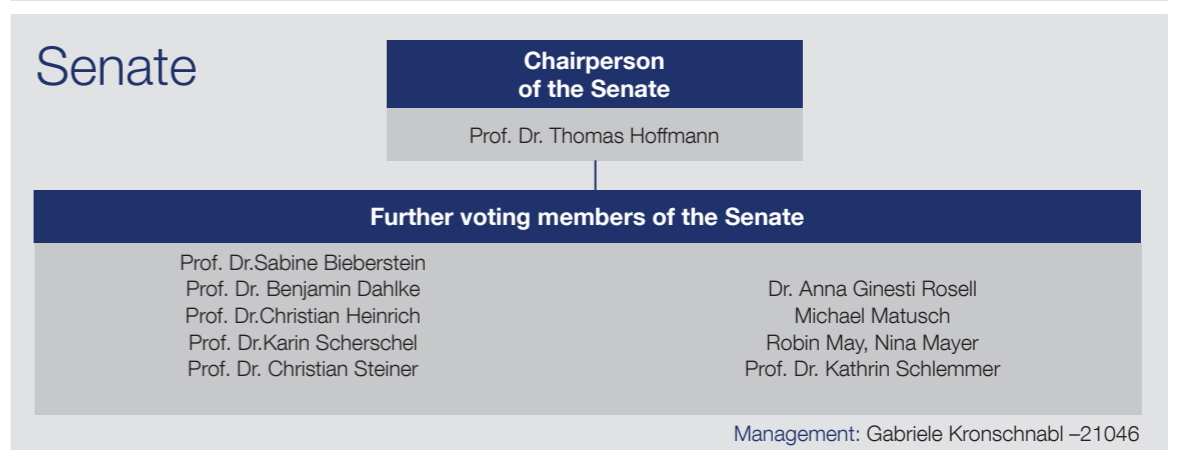 Senate
Chairperson
of the Senate
Prof. Dr. Thomas Hoffmann
Further voting members of the Senate
Prof. Dr.Sabine Bieberstein
Prof. Dr. Benjamin Dahlke
Prof. Dr.Christian Heinrich
Prof. Dr.Karin Scherschel
Prof. Dr. Christian Steiner
Dr. Anna Ginesti Rosell
Michael Matusch
Robin May, Nina Mayer
Prof. Dr. Kathrin Schlemmer
Management: Gabriele Kronschnabl –21046